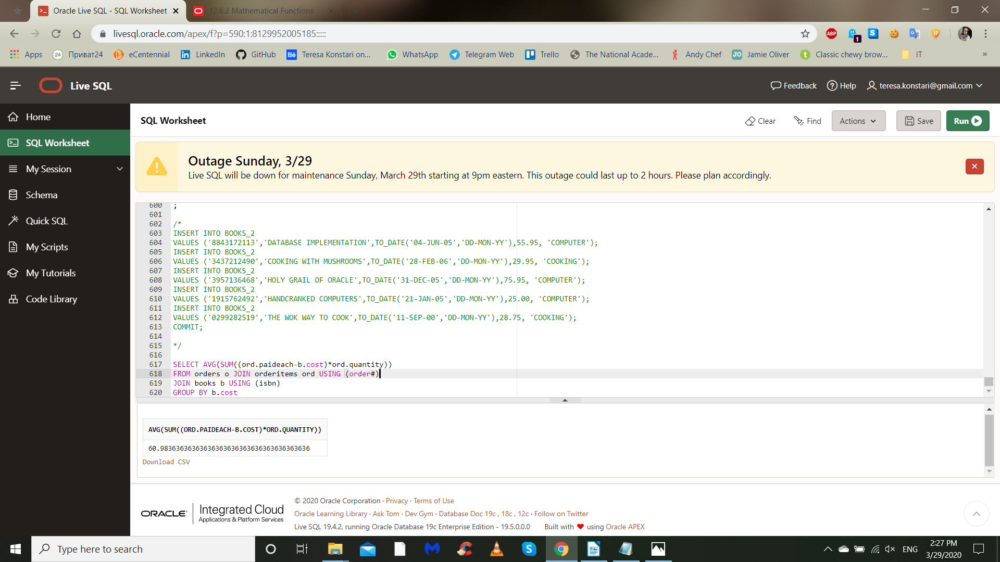 Oracle Live SQL - SQL Worksheet
12.6.2 Mathematical Functions
livesql.oracle.com/apex/f?p=590:1:8129952005185:::::
ABP
1
S
IP
Apps
24 Приват24
eCentennial
LinkedIn
GitHub
Bē Teresa Konstari on...
WhatsApp
Telegram Web
Trello
The National Acade...
Andy Chef
JO Jamie Oliver
Classic chewy brow...
IT
»
Live SQL
Feedback
Help
teresa.konstari@gmail.com
Home
SQL Worksheet
My Session
Schema
Quick SQL
My Scripts
My Tutorials
Code Library
SQL Worksheet
Clear
Find
Actions
Save
Run
Outage Sunday, 3/29
Live SQL will be down for maintenance Sunday, March 29th starting at 9pm eastern. This outage could last up to 2 hours. Please plan accordingly.
600 ;
601
602 /*
603 INSERT INTO BOOKS_2
604 VALUES ('8843172113','DATABASE IMPLEMENTATION',TO_DATE('04-JUN-05','DD-MON-YY'),55.95, 'COMPUTER');
605 INSERT INTO BOOKS_2
606 VALUES ('3437212490','COOKING WITH MUSHROOMS',TO_DATE('28-FEB-06','DD-MON-YY'),29.95, 'COOKING');
607 INSERT INTO BOOKS_2
608 VALUES ('3957136468','HOLY GRAIL OF ORACLE',TO_DATE('31-DEC-05','DD-MON-YY'),75.95, 'COMPUTER');
609 INSERT INTO BOOKS_2
610 VALUES ('1915762492','HANDCRANKED COMPUTERS',TO_DATE('21-JAN-05','DD-MON-YY'),25.00, 'COMPUTER');
611 INSERT INTO BOOKS_2
612 VALUES ('0299282519','THE WOK WAY TO COOK',TO_DATE('11-SEP-00','DD-MON-YY'),28.75, 'COOKING');
613 COMMIT;
614
615 */
616
617 SELECT AVG(SUM((ord.paideach-b.cost)*ord.quantity))
618 FROM orders o JOIN orderitems ord USING (order#)
619 JOIN books b USING (isbn)
620 GROUP BY b.cost
AVG(SUM((ORD.PAIDEACH-B.COST)*ORD.QUANTITY))
60.9836363636363636363636363636363636363636
Download CSV
ORACLE Integrated Cloud
Applications & Platform Services
© 2020 Oracle Corporation · Privacy · Terms of Use
Oracle Learning Library · Ask Tom · Dev Gym · Database Doc 19c , 18c , 12c · Follow on Twitter
Live SQL 19.4.2, running Oracle Database 19c Enterprise Edition - 19.5.0.0.0 Built with ❤ using Oracle APEX
Type here to search
ENG
2:27 PM
3/29/2020